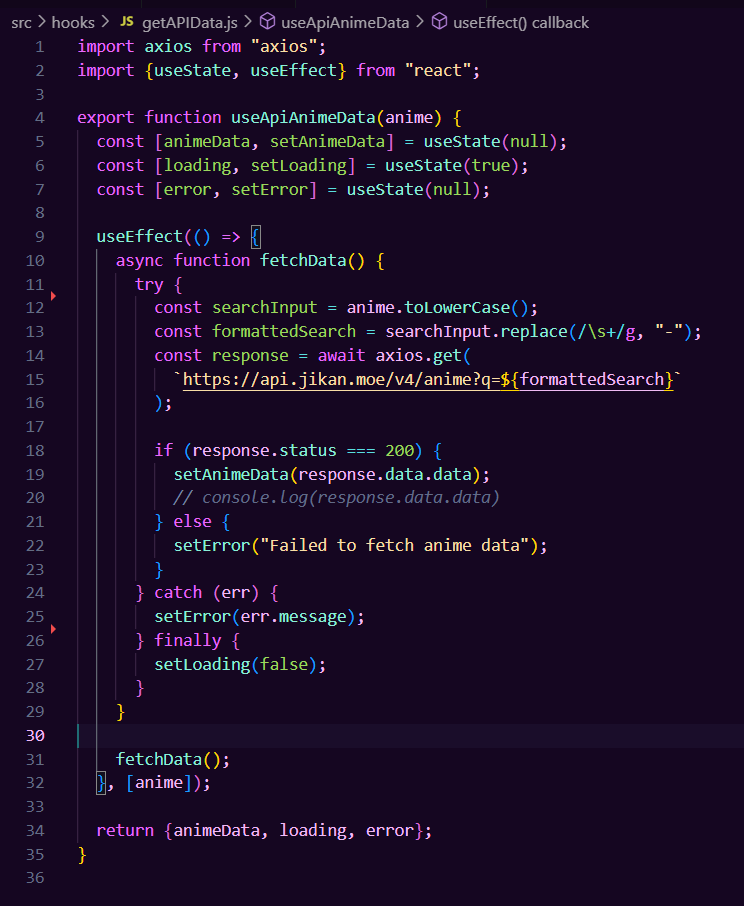 src > hooks > JS getAPIData.js > useApiAnimeData > useEffect() callback
1 import axios from "axios";
2 import {useState, useEffect} from "react";
3
4 export function useApiAnimeData(anime) {
5   const [animeData, setAnimeData] = useState(null);
6   const [loading, setLoading] = useState(true);
7   const [error, setError] = useState(null);
8
9   useEffect(() => {
10     async function fetchData() {
11       try {
12         const searchInput = anime.toLowerCase();
13         const formattedSearch = searchInput.replace(/\s+/g, "-");
14         const response = await axios.get(
15           `https://api.jikan.moe/v4/anime?q=${formattedSearch}`
16         );
17
18         if (response.status === 200) {
19           setAnimeData(response.data.data);
20           // console.log(response.data.data)
21         } else {
22           setError("Failed to fetch anime data");
23         }
24       } catch (err) {
25         setError(err.message);
26       } finally {
27         setLoading(false);
28       }
29     }
30
31     fetchData();
32   }, [anime]);
33
34   return {animeData, loading, error};
35 }
36